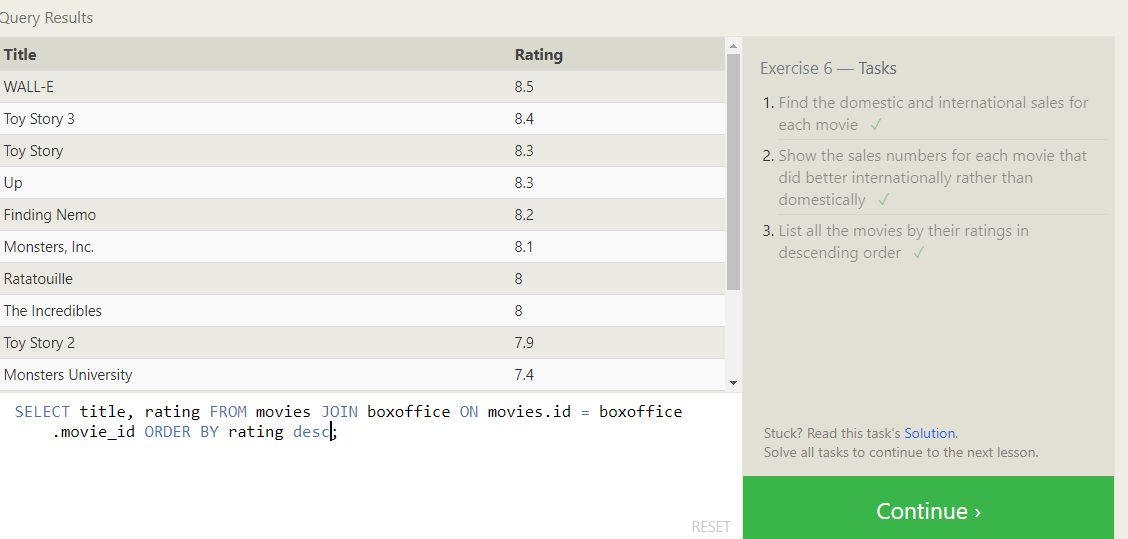 Query Results
Title Rating
WALL-E 8.5
Toy Story 3 8.4
Toy Story 8.3
Up 8.3
Finding Nemo 8.2
Monsters, Inc. 8.1
Ratatouille 8
The Incredibles 8
Toy Story 2 7.9
Monsters University 7.4
SELECT title, rating FROM movies JOIN boxoffice ON movies.id = boxoffice
.movie_id ORDER BY rating desc;
RESET
Exercise 6 — Tasks
1. Find the domestic and international sales for
each movie ✓
2. Show the sales numbers for each movie that
did better internationally rather than
domestically ✓
3. List all the movies by their ratings in
descending order ✓
Stuck? Read this task's Solution.
Solve all tasks to continue to the next lesson.
Continue ›